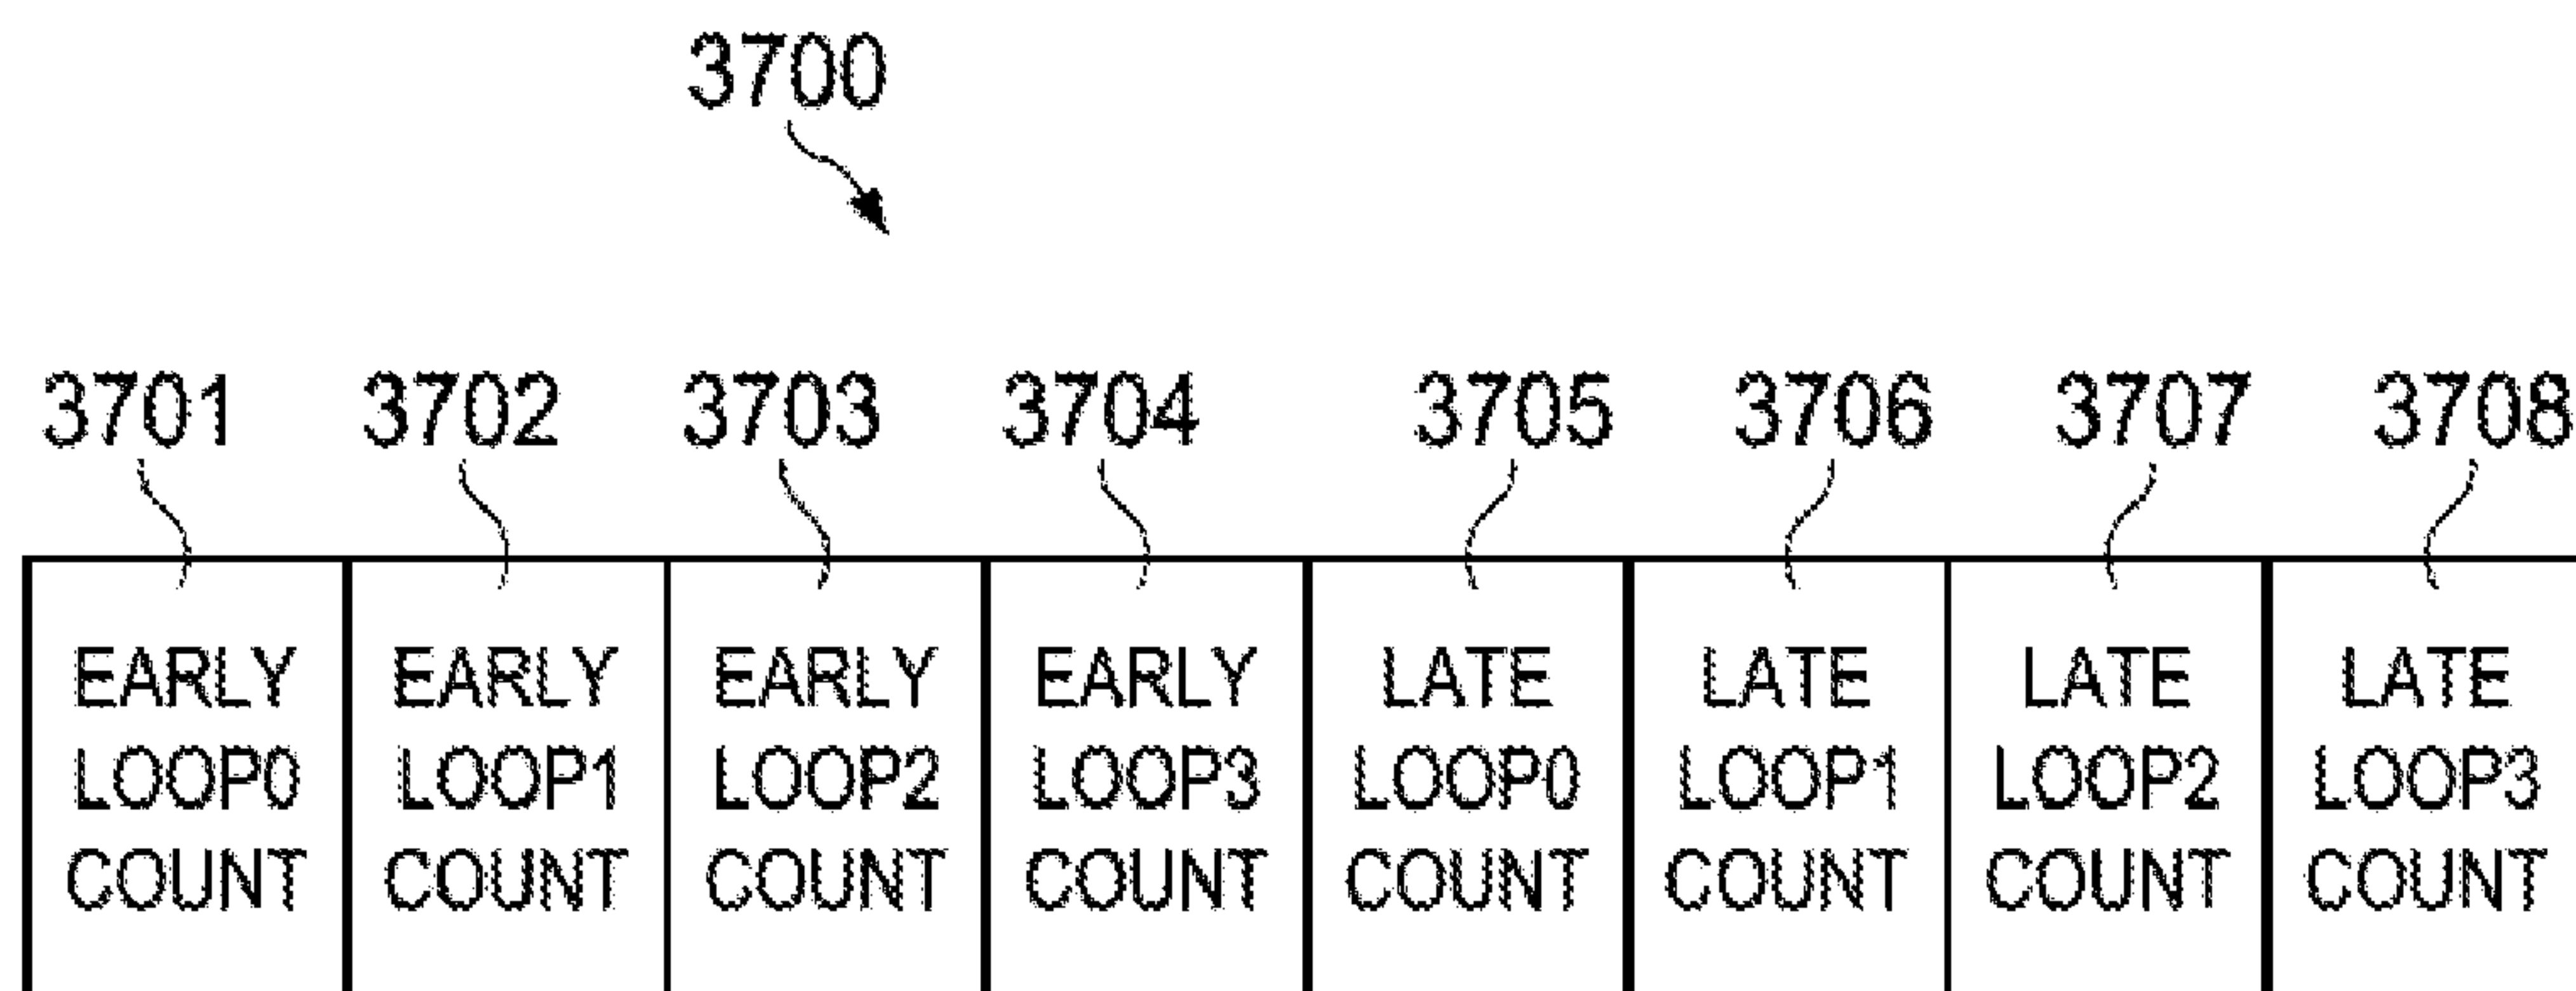 3700
3701 3702 3703 3704 3705 3706 3707 3708
EARLY EARLY EARLY EARLY LATE LATE LATE LATE
LOOP0 LOOP1 LOOP2 LOOP3 LOOP0 LOOP1 LOOP2 LOOP3
COUNT COUNT COUNT COUNT COUNT COUNT COUNT COUNT